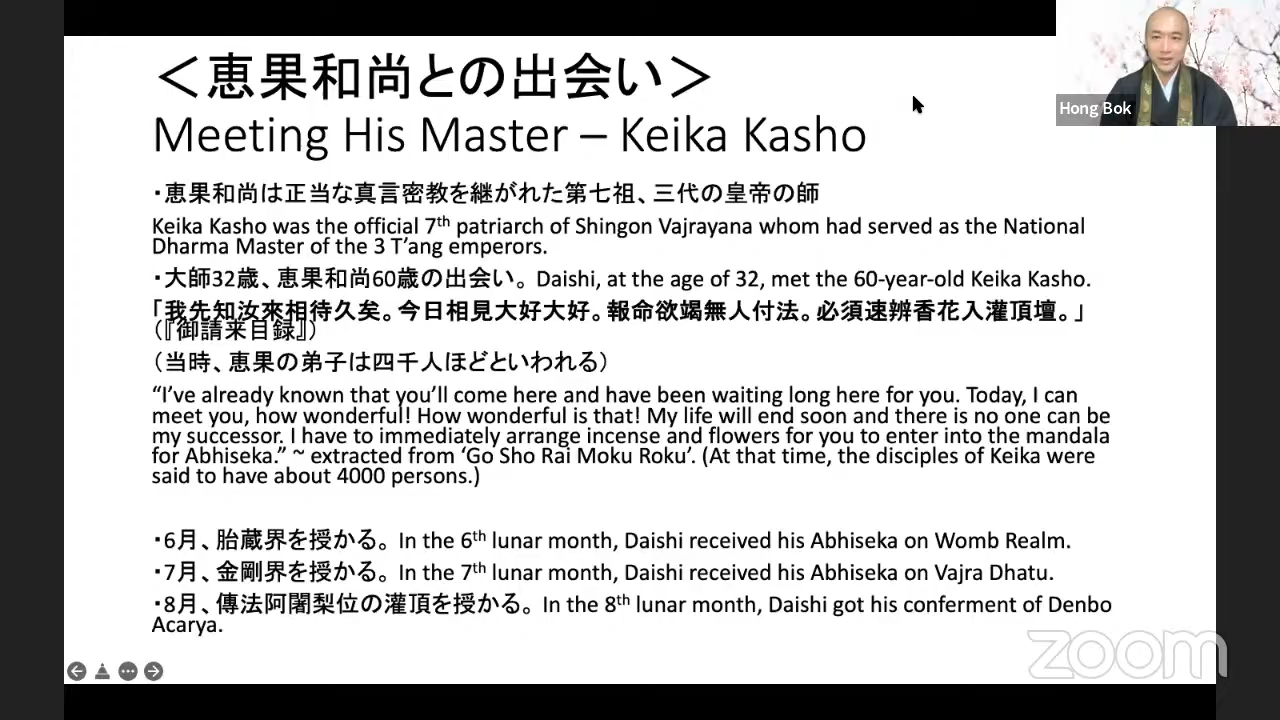 ＜恵果和尚との出会い＞
Meeting His Master – Keika Kasho
Hong Bok
・恵果和尚は正当な真言密教を継がれた第七祖、三代の皇帝の師
Keika Kasho was the official 7th patriarch of Shingon Vajrayana whom had served as the National
Dharma Master of the 3 T’ang emperors.
・大師32歳、恵果和尚60歳の出会い。Daishi, at the age of 32, met the 60-year-old Keika Kasho.
「我先知汝來相待久矣。今日相見大好大好。報命欲竭無人付法。必須速辨香花入灌頂壇。」
（『御請来目録』）
（当時、恵果の弟子は四千人ほどといわれる）
“I’ve already known that you’ll come here and have been waiting long here for you. Today, I can
meet you, how wonderful! How wonderful is that! My life will end soon and there is no one can be
my successor. I have to immediately arrange incense and flowers for you to enter into the mandala
for Abhiseka.” ~ extracted from ‘Go Sho Rai Moku Roku’. (At that time, the disciples of Keika were
said to have about 4000 persons.)
・6月、胎蔵界を授かる。In the 6th lunar month, Daishi received his Abhiseka on Womb Realm.
・7月、金剛界を授かる。In the 7th lunar month, Daishi received his Abhiseka on Vajra Dhatu.
・8月、傳法阿闍梨位の灌頂を授かる。In the 8th lunar month, Daishi got his conferment of Denbo
Acarya.
zoom